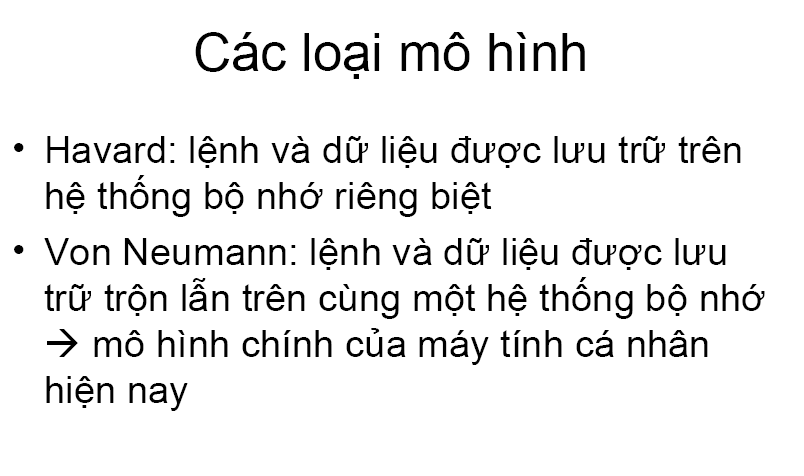 Các loại mô hình
• Havard: lệnh và dữ liệu được lưu trữ trên
hệ thống bộ nhớ riêng biệt
• Von Neumann: lệnh và dữ liệu được lưu
trữ trộn lẫn trên cùng một hệ thống bộ nhớ
→ mô hình chính của máy tính cá nhân
hiện nay